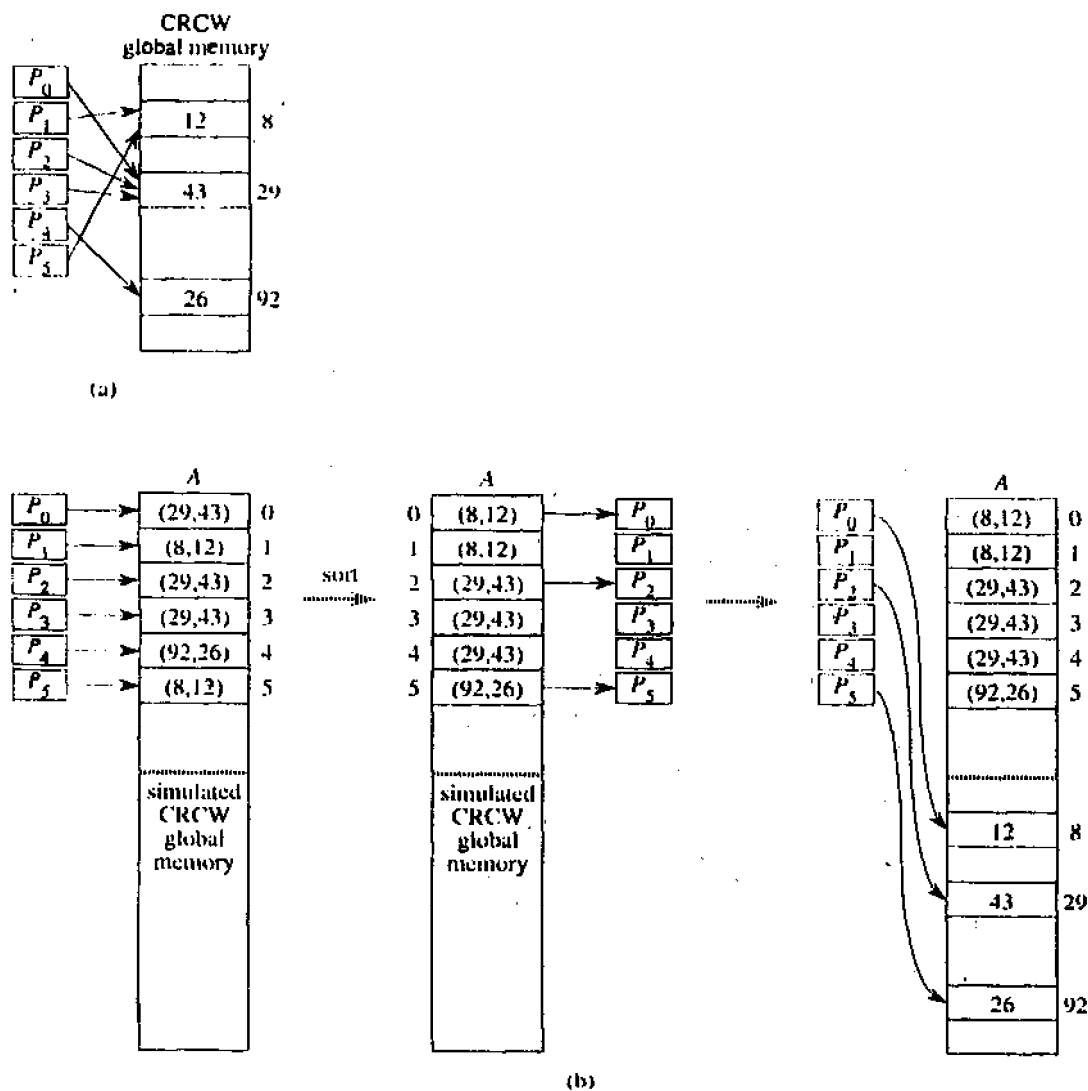 CRCW
global memory
P0
P1
12 8
P2
P3
43 29
P4
P5
26 92
(a)
A A A
P0 (29,43) 0 0 (8,12) P0 P0 (8,12) 0
P1 (8,12) 1 1 (8,12) P1 P1 (8,12) 1
P2 (29,43) 2 sort 2 (29,43) P2 P2 (29,43) 2
P3 (29,43) 3 3 (29,43) P3 P3 (29,43) 3
P4 (92,26) 4 4 (29,43) P4 P4 (29,43) 4
P5 (8,12) 5 5 (92,26) P5 P5 (92,26) 5
simulated simulated
CRCW CRCW
global global
memory memory
12 8
43 29
26 92
(b)